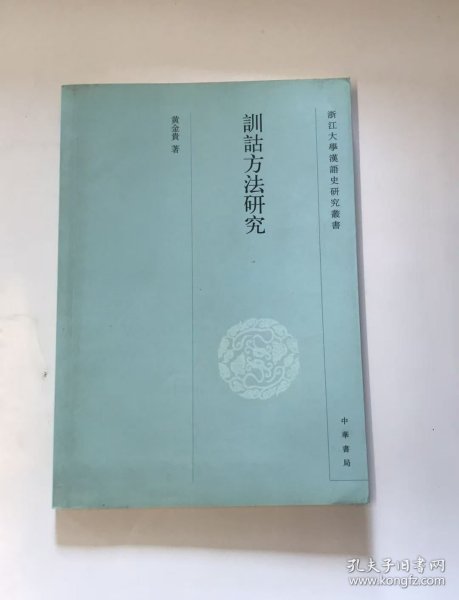 浙江大學漢語史研究叢書
訓詁方法研究
黄金貴 著
中華書局
孔夫子旧书网
www.kongfz.com